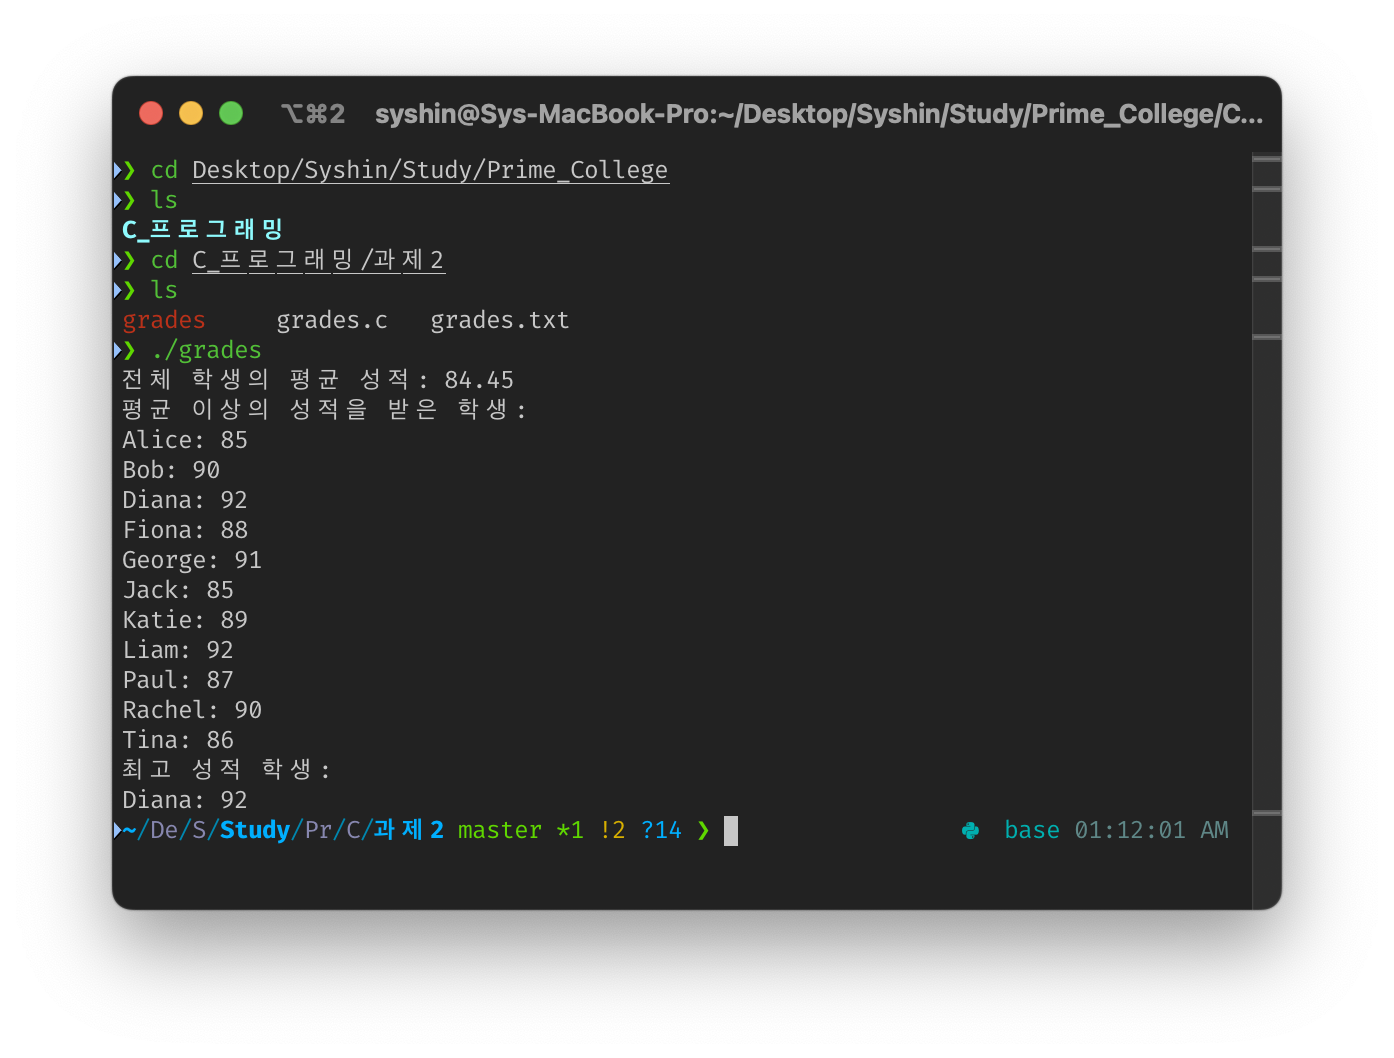 ⌥⌘2 syshin@Sys-MacBook-Pro:~/Desktop/Syshin/Study/Prime_College/C...
❯ cd Desktop/Syshin/Study/Prime_College
❯ ls
C_프로그래밍
❯ cd C_프로그래밍/과제2
❯ ls
grades grades.c grades.txt
❯ ./grades
전체 학생의 평균 성적: 84.45
평균 이상의 성적을 받은 학생:
Alice: 85
Bob: 90
Diana: 92
Fiona: 88
George: 91
Jack: 85
Katie: 89
Liam: 92
Paul: 87
Rachel: 90
Tina: 86
최고 성적 학생:
Diana: 92
~/De/S/Study/Pr/C/과제2 master *1 !2 ?14 ❯ base 01:12:01 AM